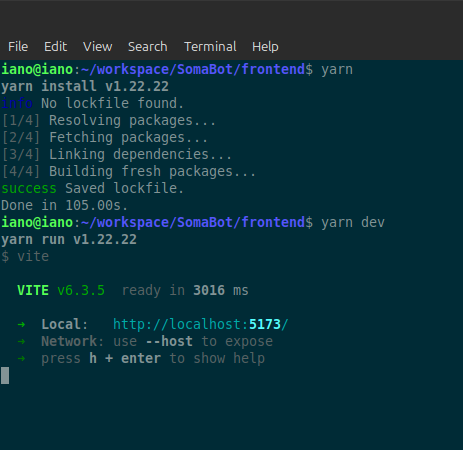 File Edit View Search Terminal Help
iano@iano:~/workspace/SomaBot/frontend$ yarn
yarn install v1.22.22
info No lockfile found.
[1/4] Resolving packages...
[2/4] Fetching packages...
[3/4] Linking dependencies...
[4/4] Building fresh packages...
success Saved lockfile.
Done in 105.00s.
iano@iano:~/workspace/SomaBot/frontend$ yarn dev
yarn run v1.22.22
$ vite
VITE v6.3.5 ready in 3016 ms
➜ Local: http://localhost:5173/
➜ Network: use --host to expose
➜ press h + enter to show help